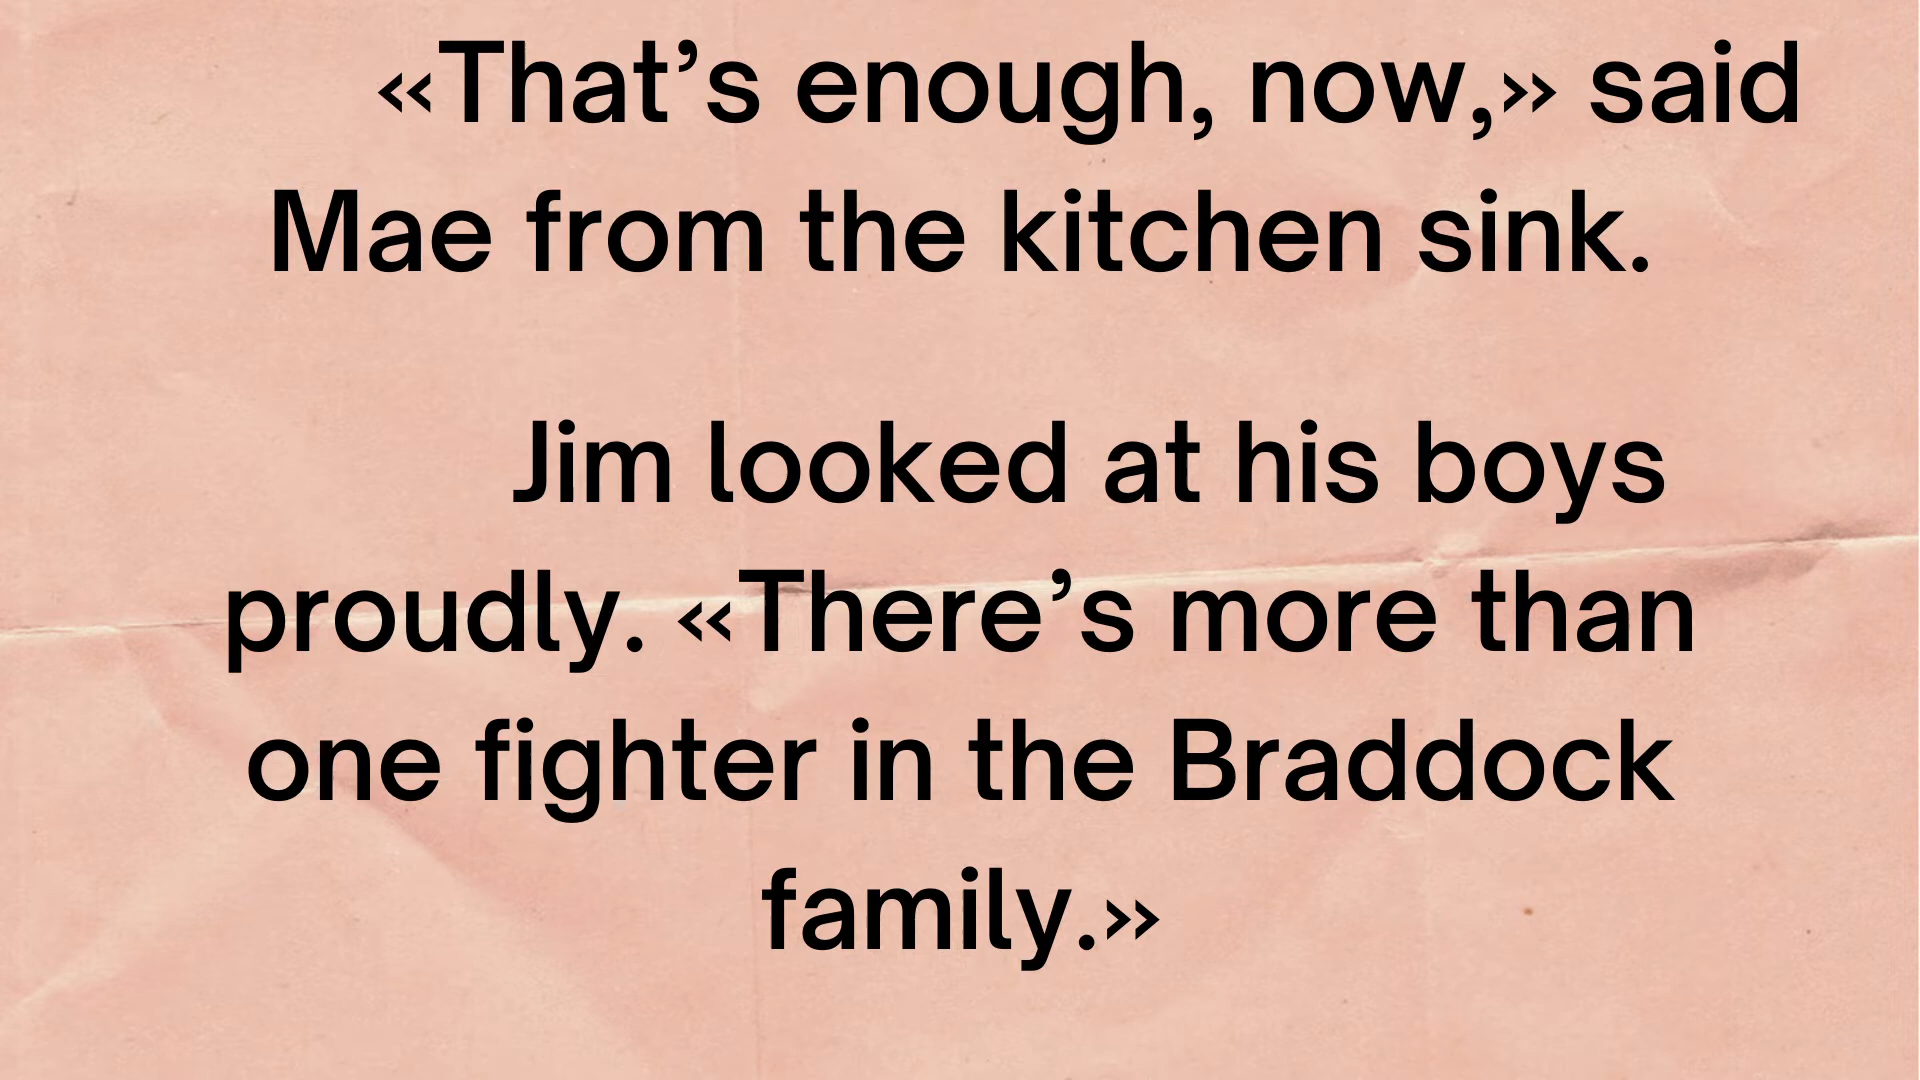 «That’s enough, now,» said
Mae from the kitchen sink.
Jim looked at his boys
proudly. «There’s more than
one fighter in the Braddock
family.»